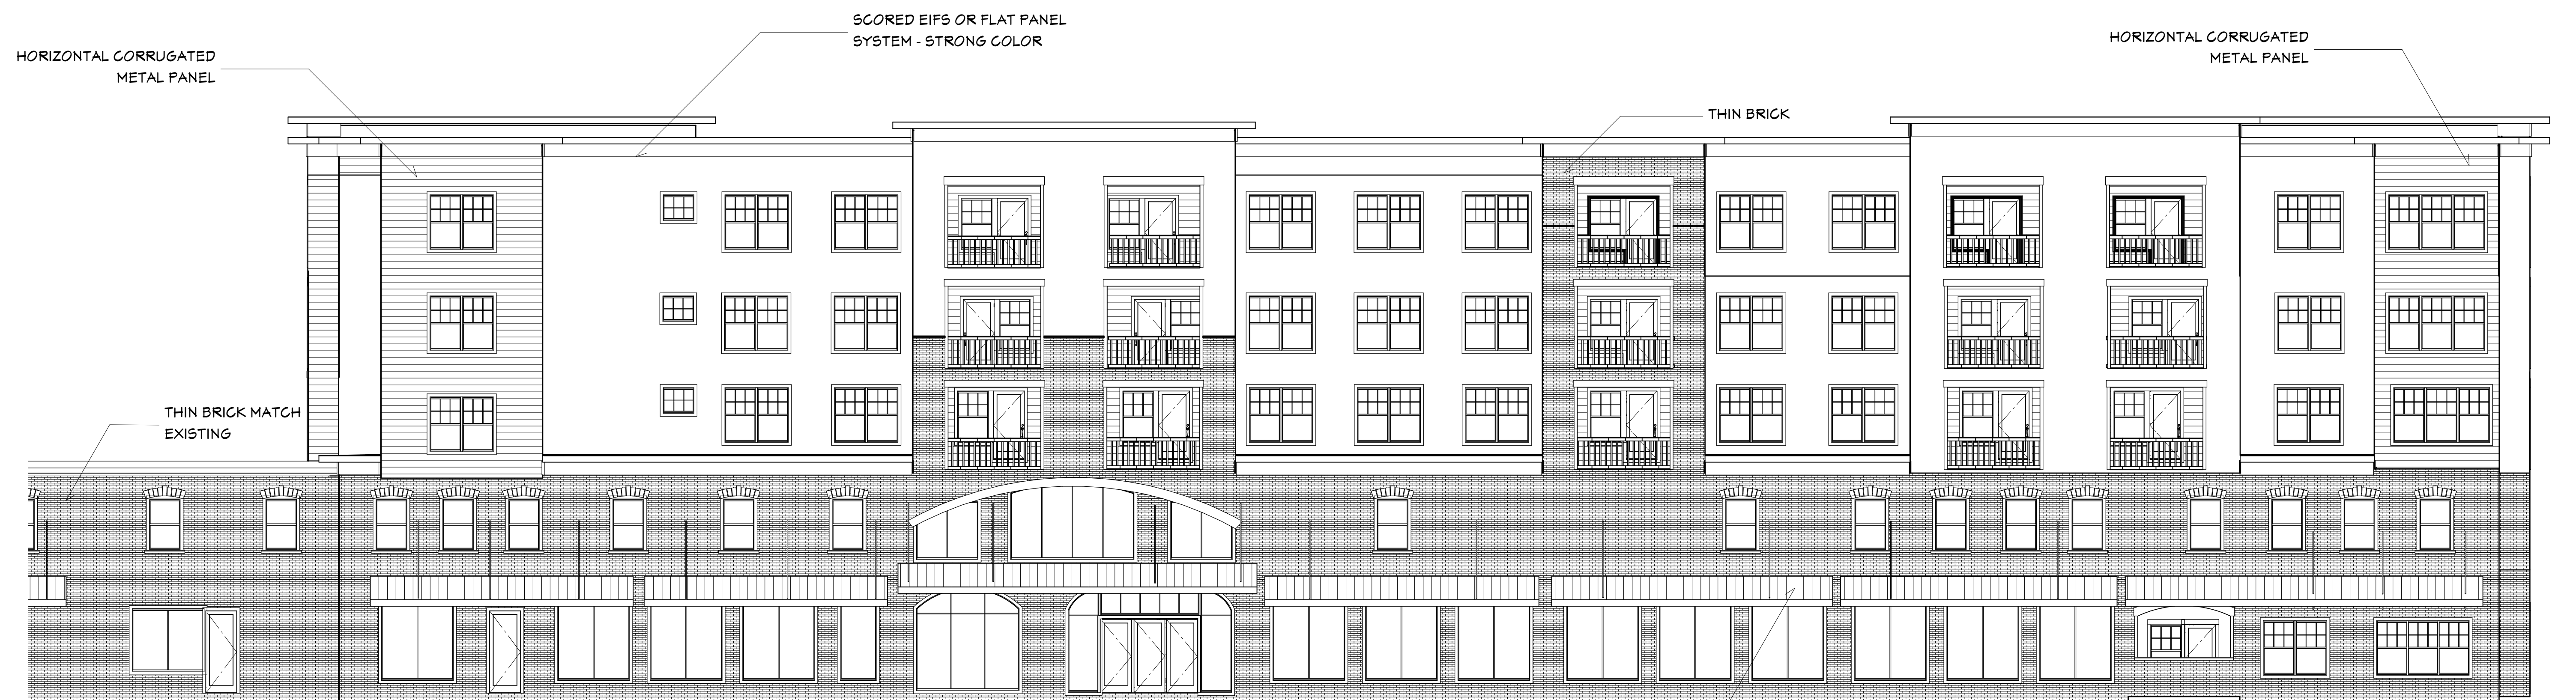 SCORED EIFS OR FLAT PANEL
SYSTEM - STRONG COLOR
HORIZONTAL CORRUGATED
METAL PANEL
HORIZONTAL CORRUGATED
METAL PANEL
THIN BRICK
THIN BRICK MATCH
EXISTING